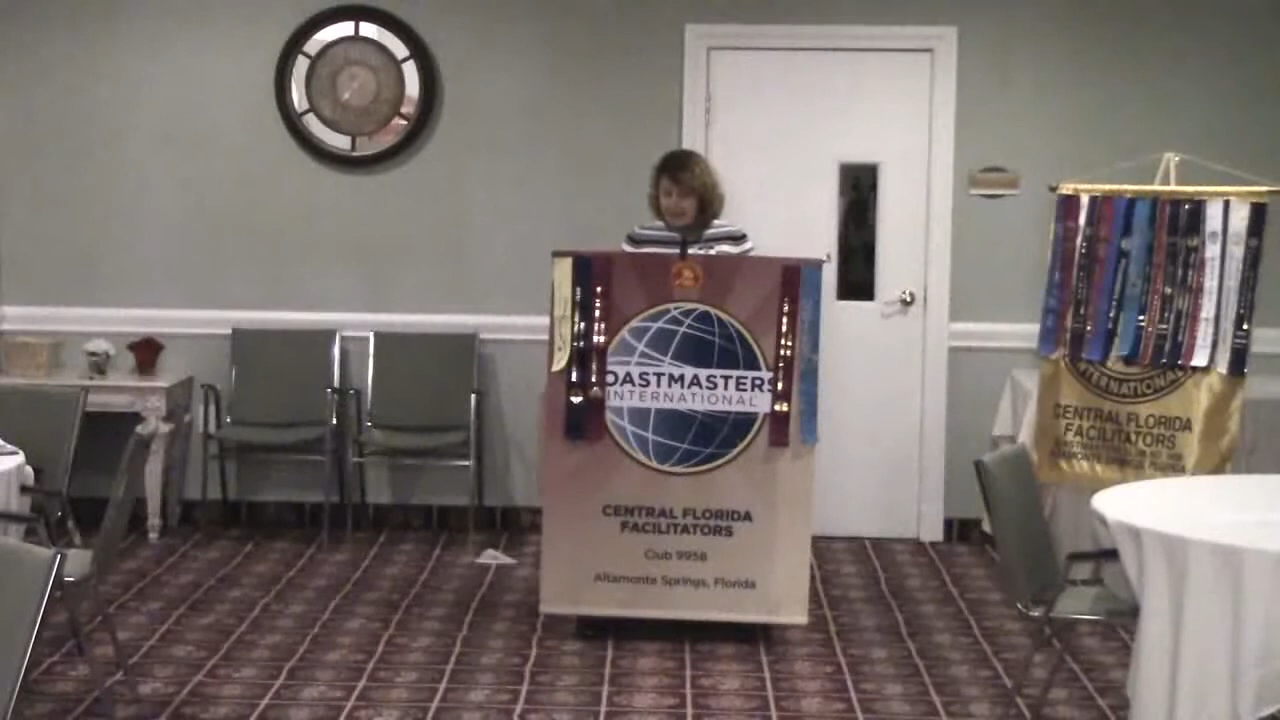 OASTMASTERS
INTERNATIONAL
CENTRAL FLORIDA
FACILITATORS
Club 9958
Altamonte Springs, Florida
INTERNATIONAL
CENTRAL FLORIDA
FACILITATORS